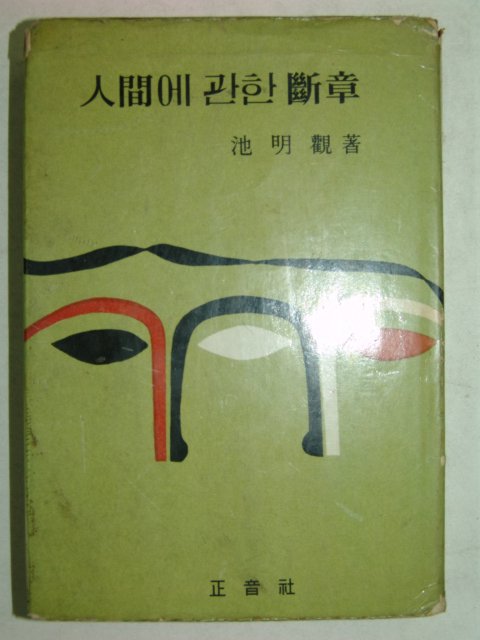 人間에 관한 斷章
池明觀 著
正音社